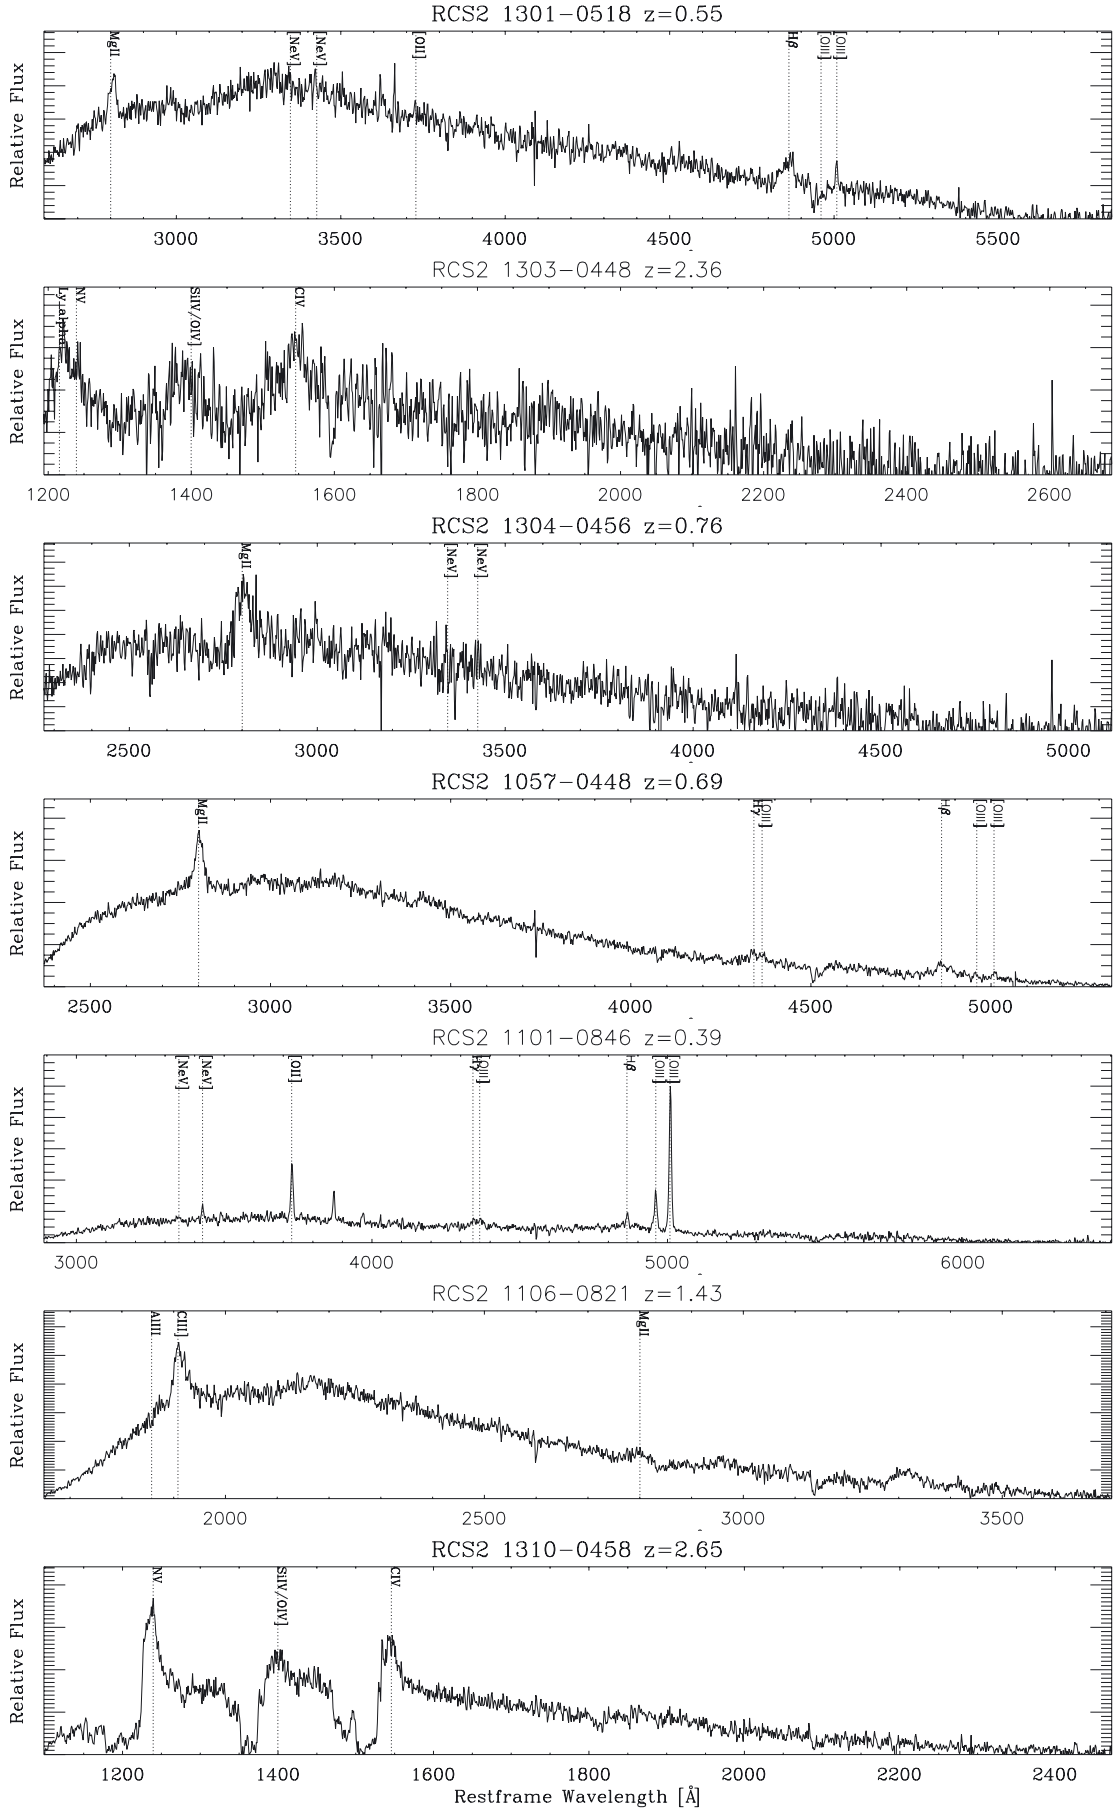 RCS2 1301-0518 z=0.55
MgII [NeV] [NeV] [OII] Hβ [OIII] [OIII]
Relative Flux
3000 3500 4000 4500 5000 5500
RCS2 1303-0448 z=2.36
Ly alpha NV SiIV/OIV] CIV
Relative Flux
1200 1400 1600 1800 2000 2200 2400 2600
RCS2 1304-0456 z=0.76
MgII [NeV] [NeV]
Relative Flux
2500 3000 3500 4000 4500 5000
RCS2 1057-0448 z=0.69
MgII Hγ [OIII] Hβ [OIII] [OIII]
Relative Flux
2500 3000 3500 4000 4500 5000
RCS2 1101-0846 z=0.39
[NeV] [NeV] [OII] Hγ [OIII] Hβ [OIII] [OIII]
Relative Flux
3000 4000 5000 6000
RCS2 1106-0821 z=1.43
AlIII CIII] MgII
Relative Flux
2000 2500 3000 3500
RCS2 1310-0458 z=2.65
NV SiIV/OIV] CIV
Relative Flux
1200 1400 1600 1800 2000 2200 2400
Restframe Wavelength [Å]